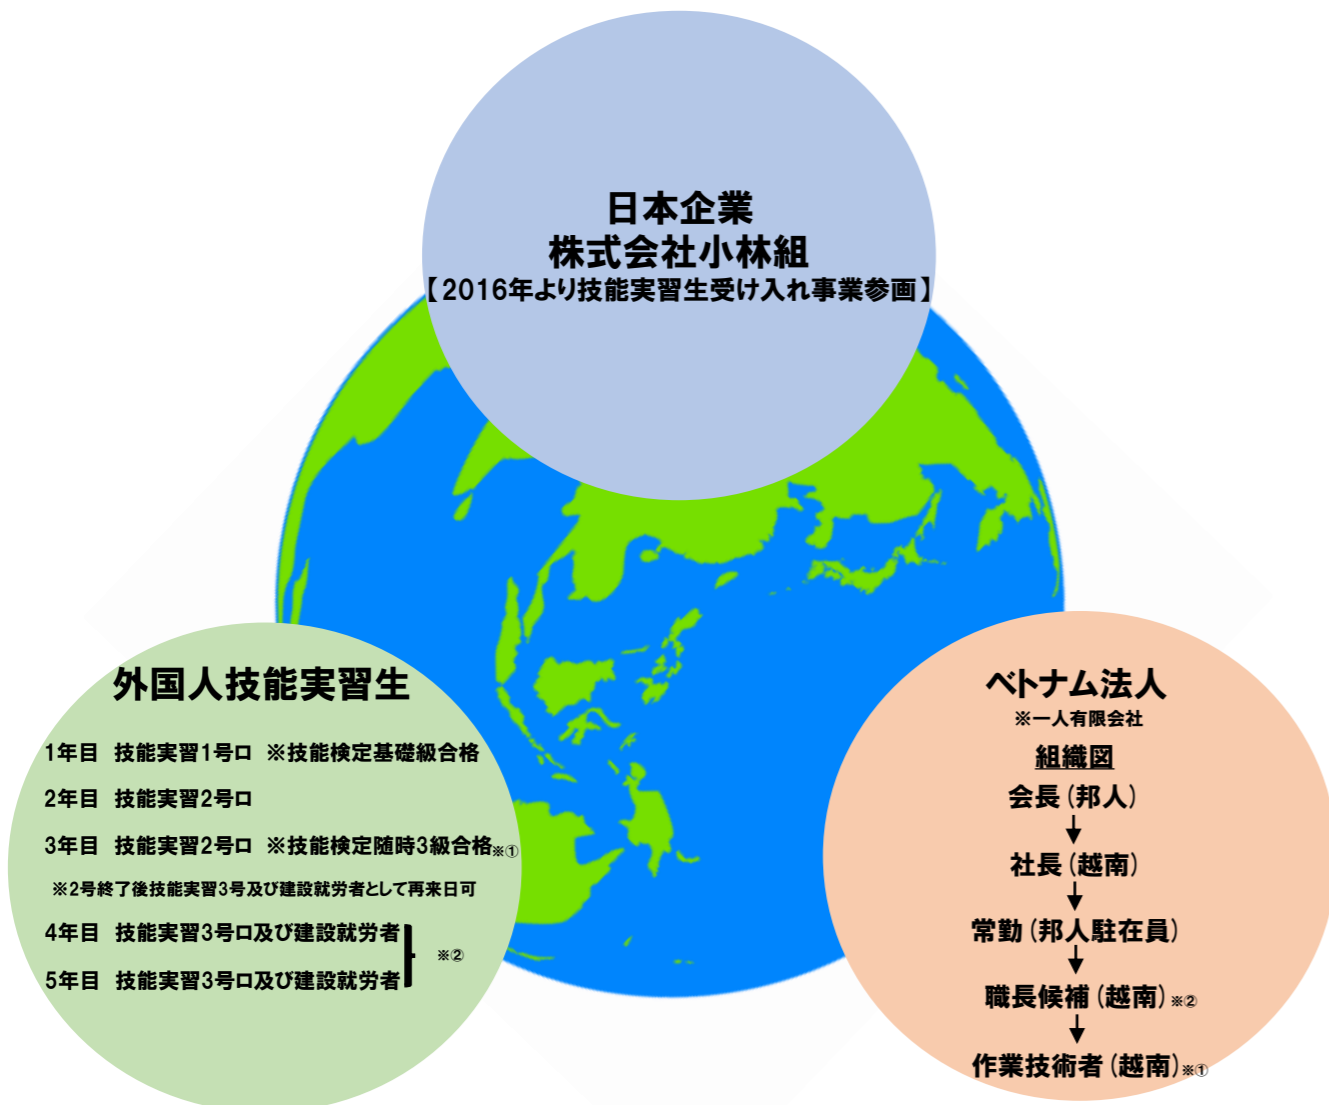 日本企業
株式会社小林組
【2016年より技能実習生受け入れ事業参画】
外国人技能実習生
1年目 技能実習1号ロ ※技能検定基礎級合格
2年目 技能実習2号ロ
3年目 技能実習2号ロ ※技能検定随時3級合格※①
※2号終了後技能実習3号及び建設就労者として再来日可
4年目 技能実習3号ロ及び建設就労者
※②
5年目 技能実習3号ロ及び建設就労者
ベトナム法人
※一人有限会社
組織図
会長(邦人)
↓
社長(越南)
↓
常勤(邦人駐在員)
↓
職長候補(越南)※②
↓
作業技術者(越南)※①